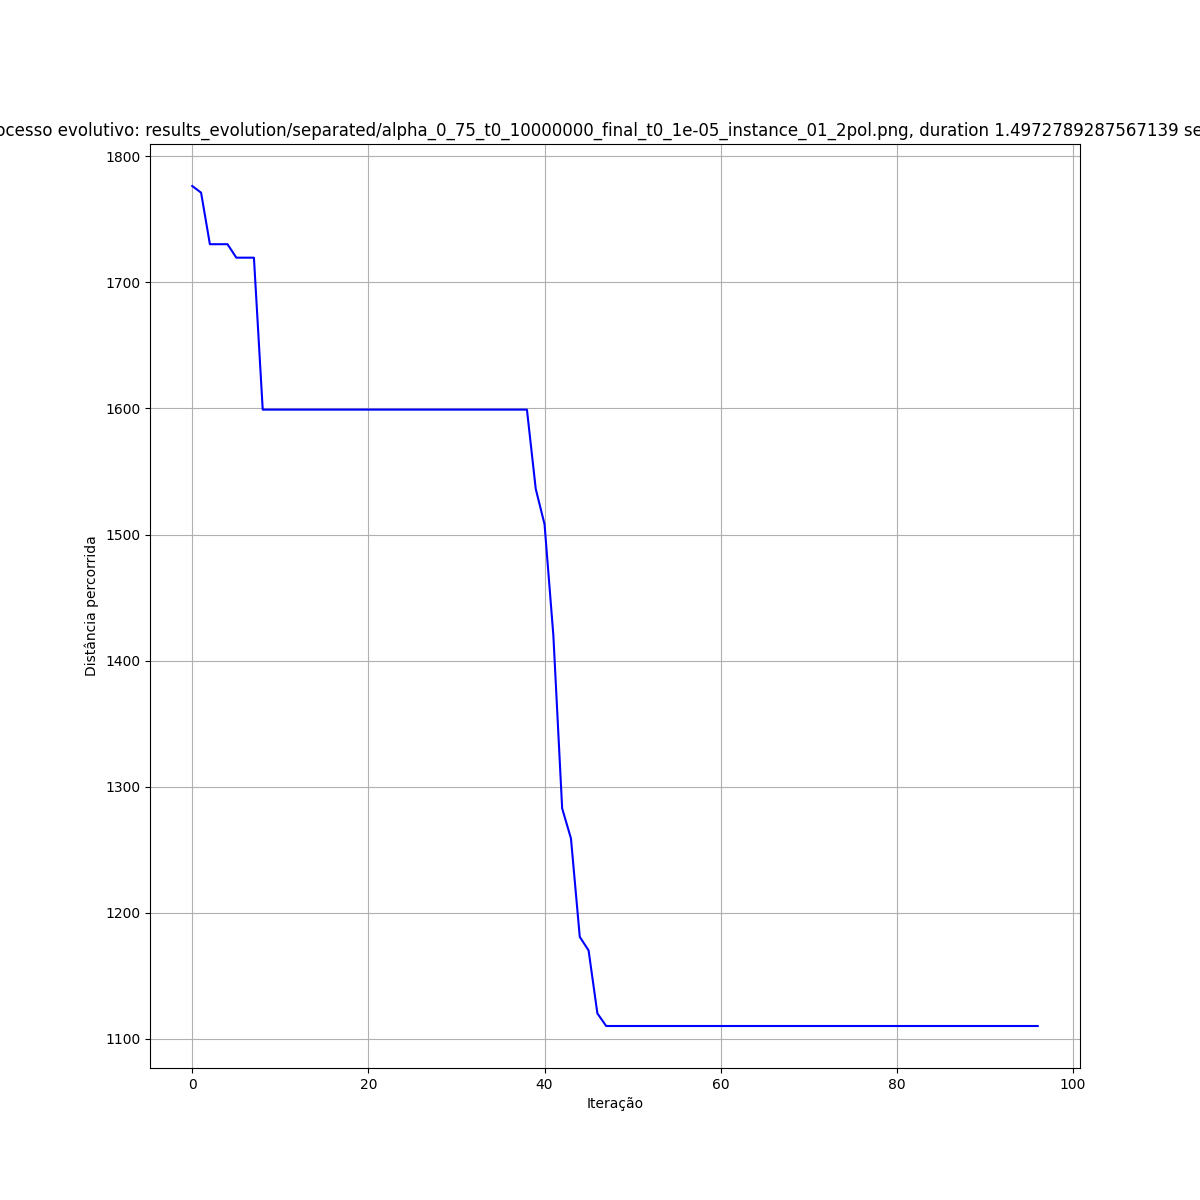 ocesso evolutivo: results_evolution/separated/alpha_0_75_t0_10000000_final_t0_1e-05_instance_01_2pol.png, duration 1.4972789287567139 se
1800
1700
1600
1500
1400
1300
1200
1100
Distância percorrida
0 20 40 60 80 100
Iteração